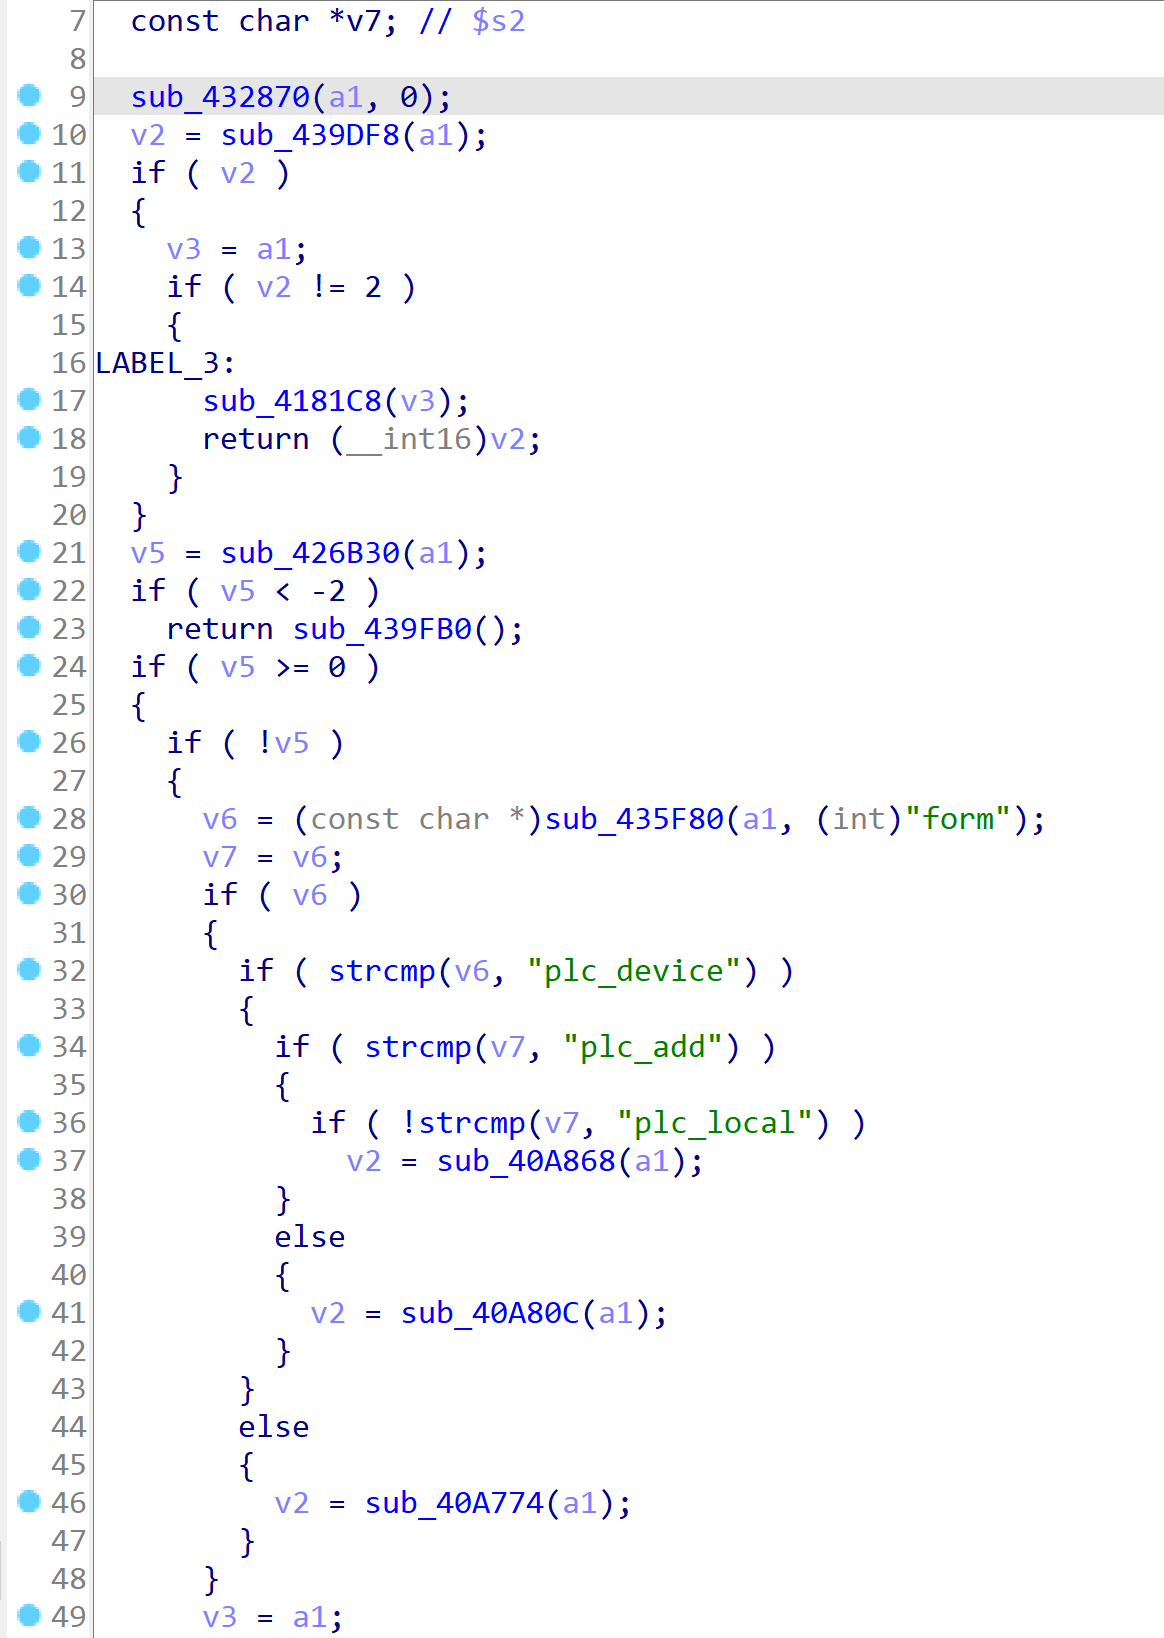 7 const char *v7; // $s2
8
9 sub_432870(a1, 0);
10 v2 = sub_439DF8(a1);
11 if ( v2 )
12 {
13 v3 = a1;
14 if ( v2 != 2 )
15 {
16 LABEL_3:
17 sub_4181C8(v3);
18 return (__int16)v2;
19 }
20 }
21 v5 = sub_426B30(a1);
22 if ( v5 < -2 )
23 return sub_439FB0();
24 if ( v5 >= 0 )
25 {
26 if ( !v5 )
27 {
28 v6 = (const char *)sub_435F80(a1, (int)"form");
29 v7 = v6;
30 if ( v6 )
31 {
32 if ( strcmp(v6, "plc_device") )
33 {
34 if ( strcmp(v7, "plc_add") )
35 {
36 if ( !strcmp(v7, "plc_local") )
37 v2 = sub_40A868(a1);
38 }
39 else
40 {
41 v2 = sub_40A80C(a1);
42 }
43 }
44 else
45 {
46 v2 = sub_40A774(a1);
47 }
48 }
49 v3 = a1;